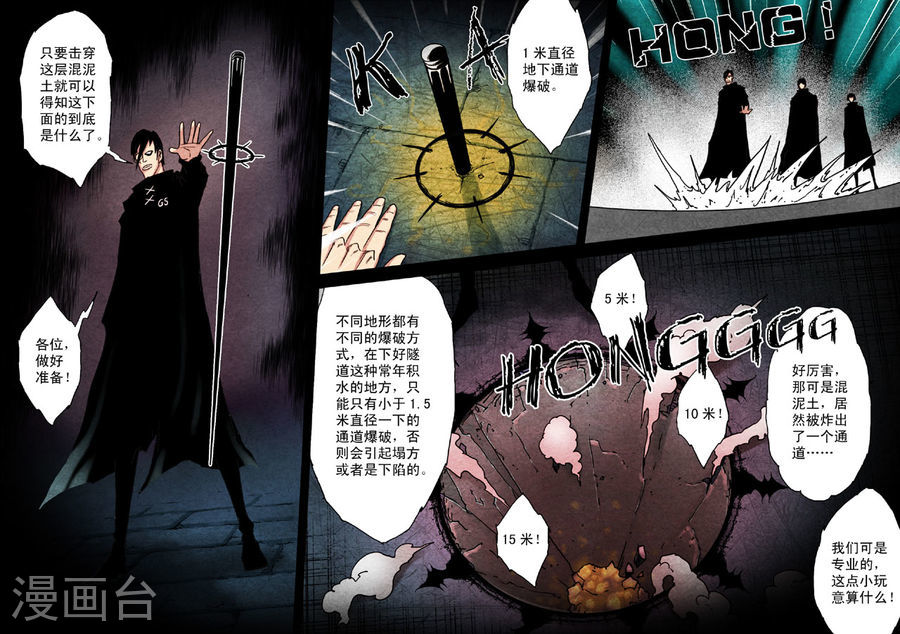 只要击穿
这层混泥
土就可以
得知这下
面的到底
是什么了。
GS
各位，
做好
准备！
KA
1米直径
地下通道
爆破。
HONG！
不同地形都有
不同的爆破方
式，在下好隧
道这种常年积
水的地方，只
能只有小于1.5
米直径一下的
通道爆破，否
则会引起塌方
或者是下陷的。
5米！
HONGGGG
10米！
15米！
好厉害，
那可是混
泥土，居
然被炸出
了一个通
道……
我们可是
专业的，
这点小玩
意算什么！
漫画台